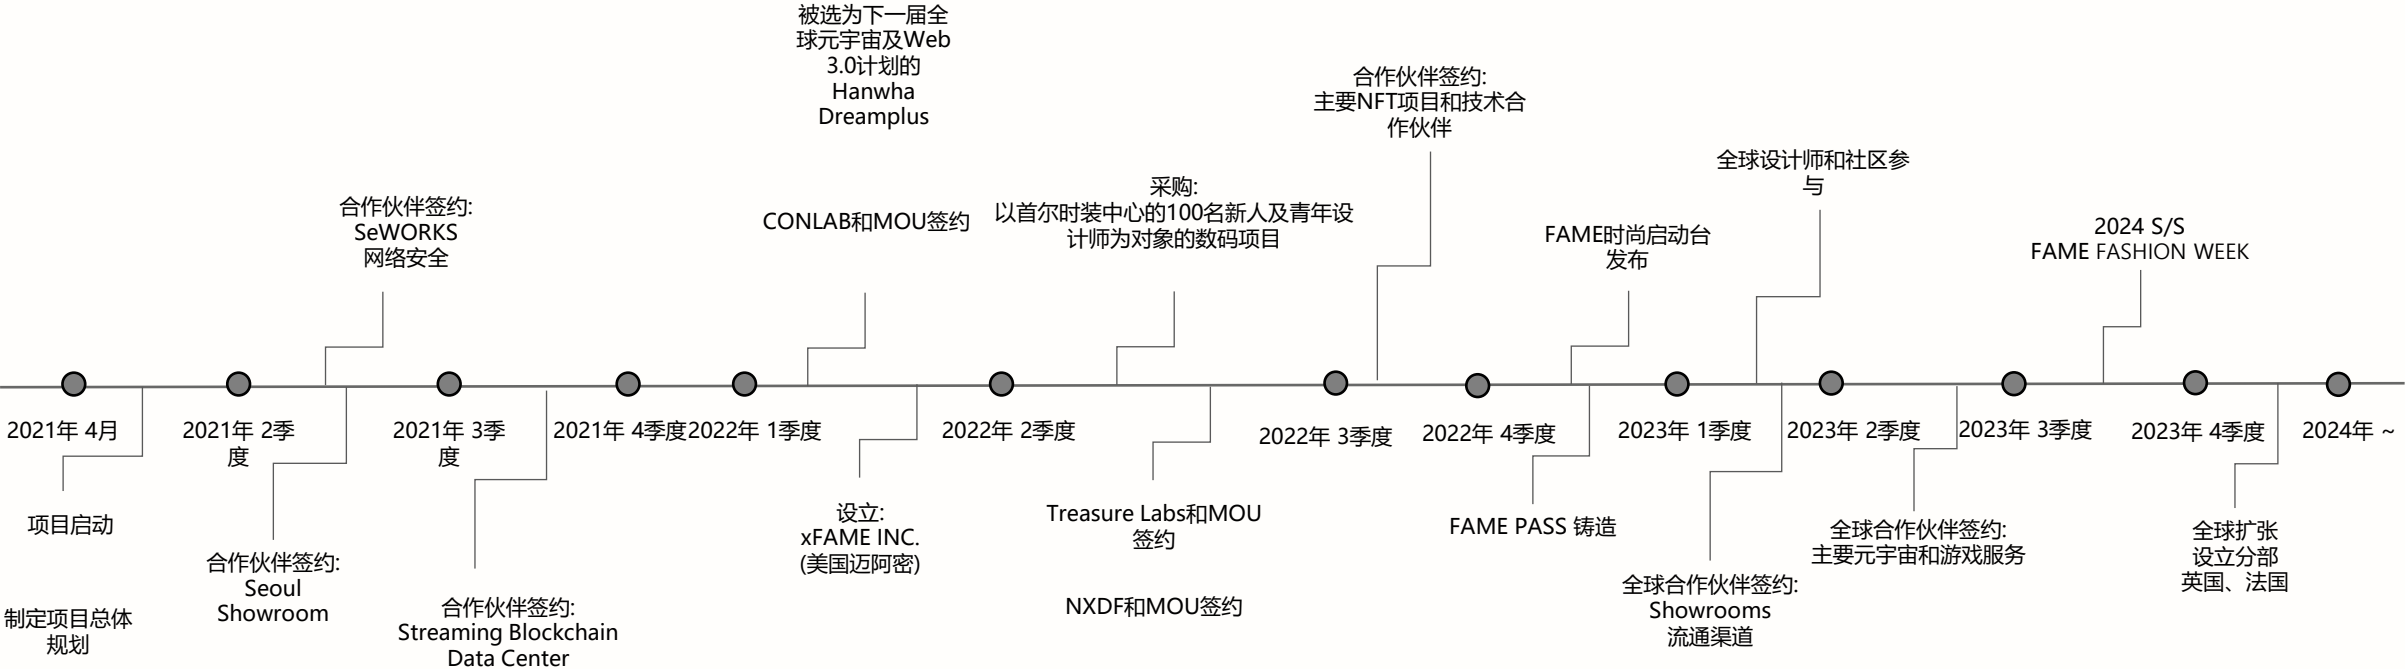 被选为下一届全
球元宇宙及Web
3.0计划的
Hanwha
Dreamplus
合作伙伴签约:
主要NFT项目和技术合
作伙伴
全球设计师和社区参
与
合作伙伴签约:
SeWORKS
网络安全
CONLAB和MOU签约
采购:
以首尔时装中心的100名新人及青年设
计师为对象的数码项目
FAME时尚启动台
发布
2024 S/S
FAME FASHION WEEK
2021年 4月
2021年 2季
度
2021年 3季
度
2021年 4季度
2022年 1季度
2022年 2季度
2022年 3季度
2022年 4季度
2023年 1季度
2023年 2季度
2023年 3季度
2023年 4季度
2024年 ~
项目启动
制定项目总体
规划
合作伙伴签约:
Seoul
Showroom
合作伙伴签约:
Streaming Blockchain
Data Center
设立:
xFAME INC.
(美国迈阿密)
Treasure Labs和MOU
签约
NXDF和MOU签约
FAME PASS 铸造
全球合作伙伴签约:
Showrooms
流通渠道
全球合作伙伴签约:
主要元宇宙和游戏服务
全球扩张
设立分部
英国、法国